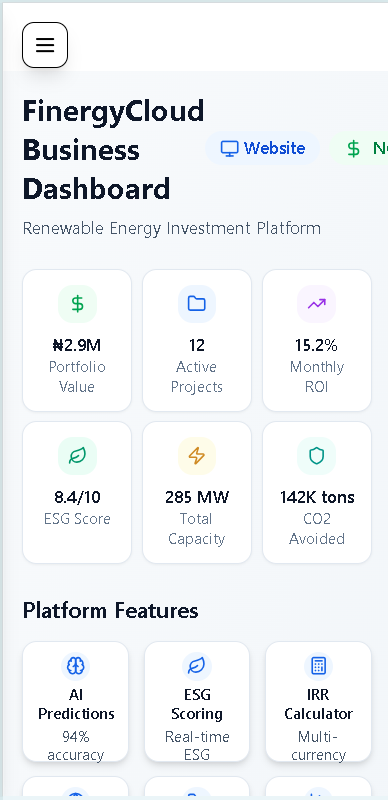 FinergyCloud
Business
Dashboard
Website
Renewable Energy Investment Platform
₦2.9M
Portfolio
Value
12
Active
Projects
15.2%
Monthly
ROI
8.4/10
ESG Score
285 MW
Total
Capacity
142K tons
CO2
Avoided
Platform Features
AI
Predictions
94%
accuracy
ESG
Scoring
Real-time
ESG
IRR
Calculator
Multi-
currency